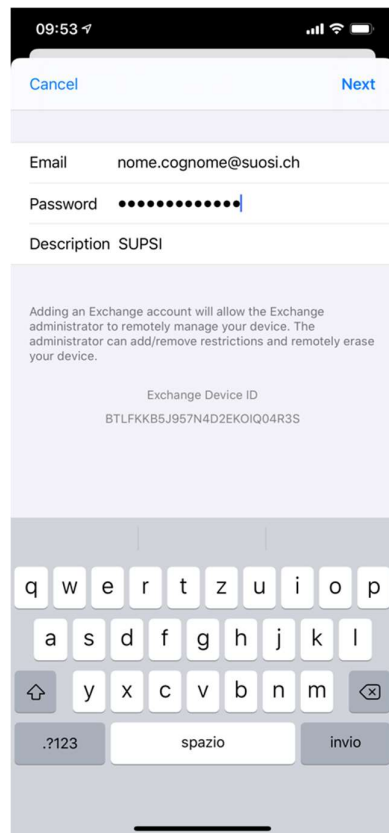 09:53
Cancel Next
Email nome.cognome@suosi.ch
Password ●●●●●●●●●●●●●
Description SUPSI
Adding an Exchange account will allow the Exchange
administrator to remotely manage your device. The
administrator can add/remove restrictions and remotely erase
your device.
Exchange Device ID
BTLFKKB5J957N4D2EKOIQ04R3S
q w e r t z u i o p
a s d f g h j k l
y x c v b n m
.?123 spazio invio